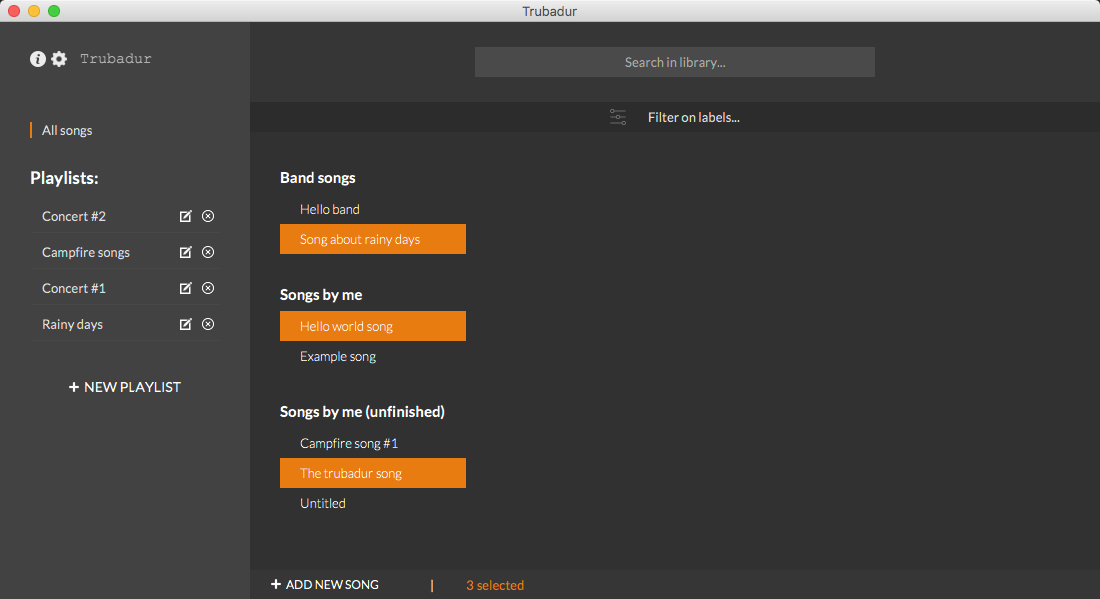 Trubadur
Trubadur
All songs
Playlists:
Concert #2
Campfire songs
Concert #1
Rainy days
+ NEW PLAYLIST
Search in library...
Filter on labels...
Band songs
Hello band
Song about rainy days
Songs by me
Hello world song
Example song
Songs by me (unfinished)
Campfire song #1
The trubadur song
Untitled
+ ADD NEW SONG | 3 selected